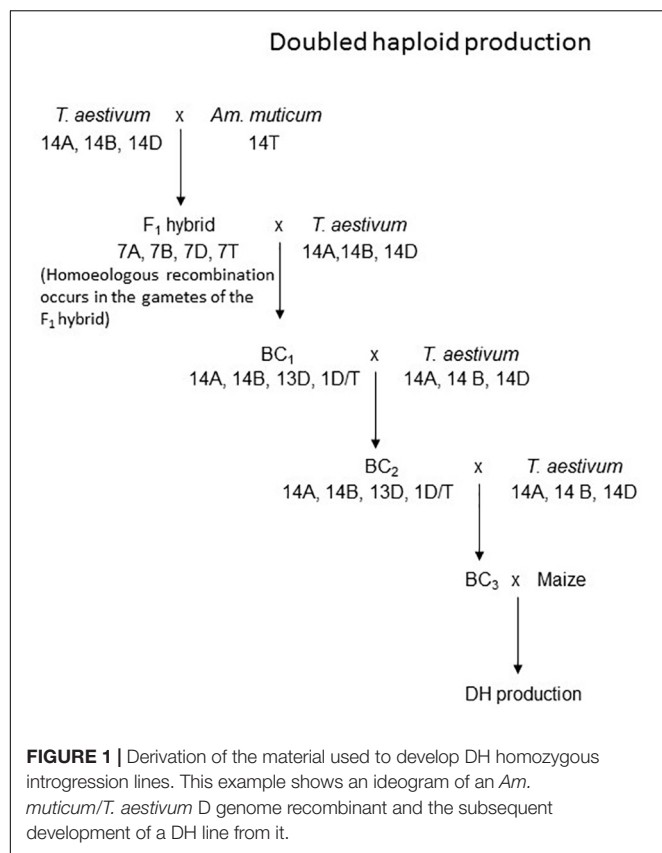 Doubled haploid production
T. aestivum x Am. muticum
14A, 14B, 14D 14T
F₁ hybrid x T. aestivum
7A, 7B, 7D, 7T 14A,14B, 14D
(Homoeologous recombination
occurs in the gametes of the
F₁ hybrid)
BC₁ x T. aestivum
14A, 14B, 13D, 1D/T 14A, 14 B, 14D
BC₂ x T. aestivum
14A, 14B, 13D, 1D/T 14A, 14 B, 14D
BC₃ x Maize
DH production
FIGURE 1 | Derivation of the material used to develop DH homozygous
introgression lines. This example shows an ideogram of an Am.
muticum/T. aestivum D genome recombinant and the subsequent
development of a DH line from it.